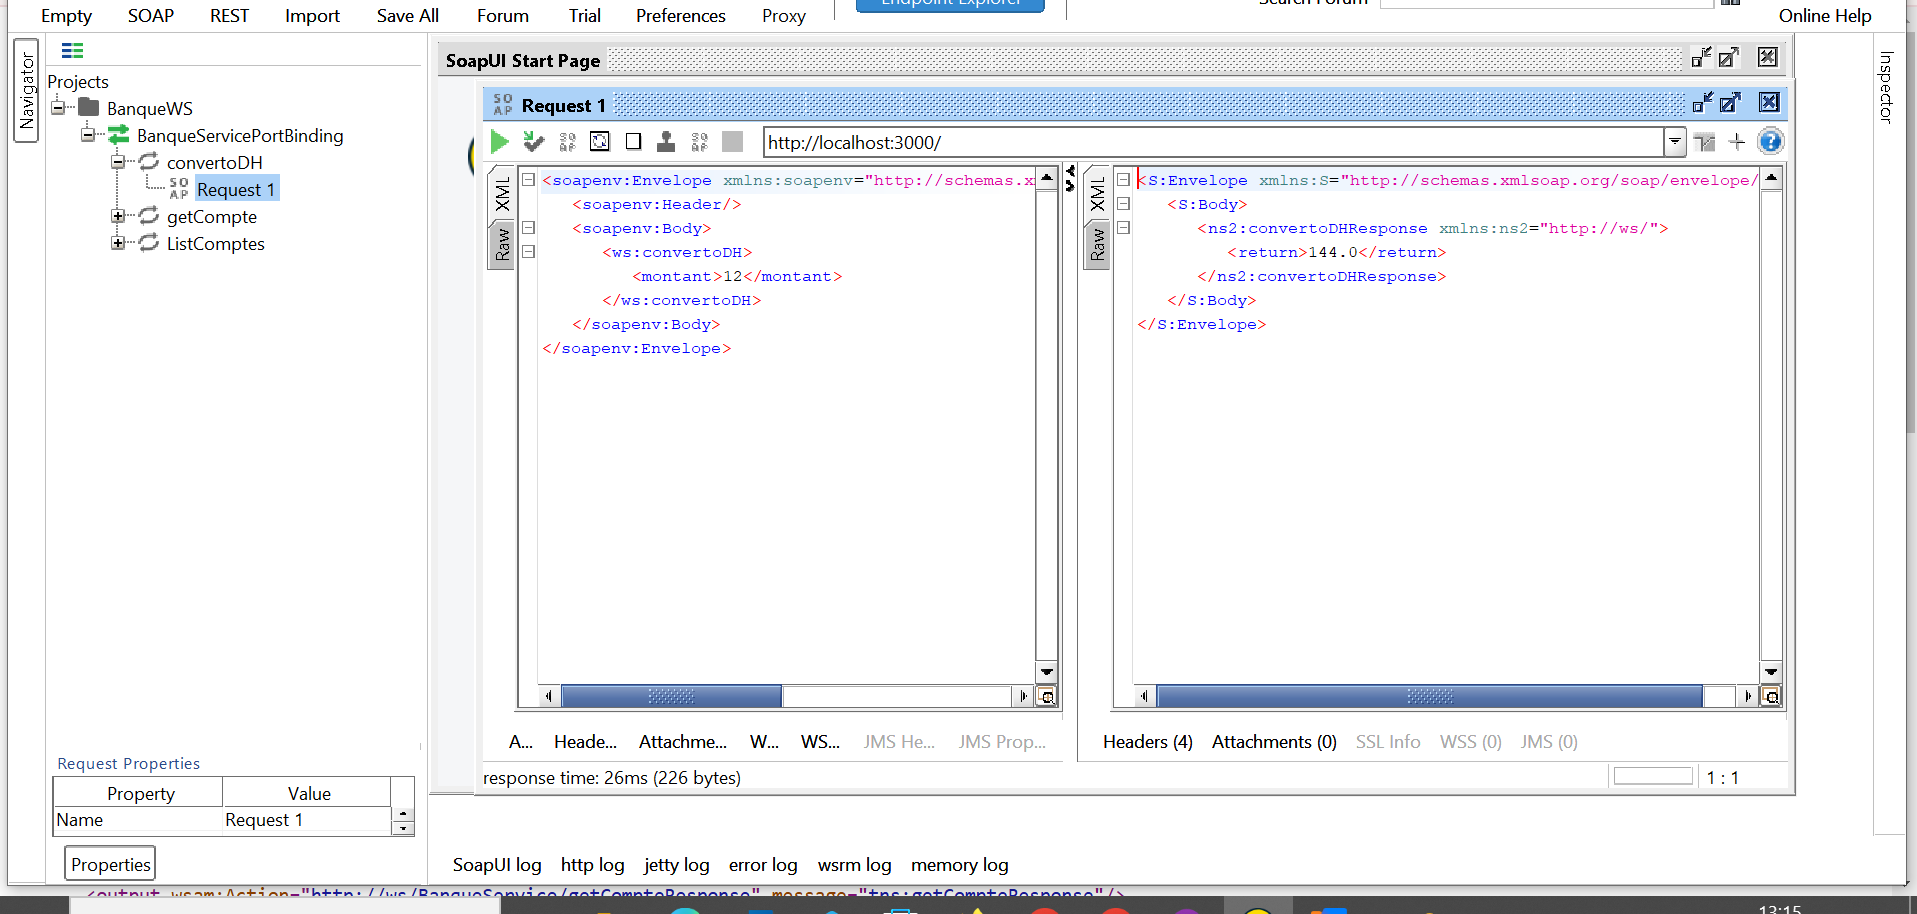 Empty SOAP REST Import Save All Forum Trial Preferences Proxy Endpoint Explorer Search Forum Online Help
Navigator
Projects
BanqueWS
BanqueServicePortBinding
convertoDH
SO AP Request 1
getCompte
ListComptes
Request Properties
Property Value
Name Request 1
Properties
SoapUI Start Page
SO AP Request 1
http://localhost:3000/
XML
Raw
<soapenv:Envelope xmlns:soapenv="http://schemas.x
<soapenv:Header/>
<soapenv:Body>
<ws:convertoDH>
<montant>12</montant>
</ws:convertoDH>
</soapenv:Body>
</soapenv:Envelope>
A... Heade... Attachme... W... WS... JMS He... JMS Prop...
XML
Raw
<S:Envelope xmlns:S="http://schemas.xmlsoap.org/soap/envelope/
<S:Body>
<ns2:convertoDHResponse xmlns:ns2="http://ws/">
<return>144.0</return>
</ns2:convertoDHResponse>
</S:Body>
</S:Envelope>
Headers (4) Attachments (0) SSL Info WSS (0) JMS (0)
response time: 26ms (226 bytes)
1 : 1
Inspector
SoapUI log http log jetty log error log wsrm log memory log
<output wsam:Action="http://ws/BanqueService/getCompteResponse" message="tns:getCompteResponse"/>
13:15